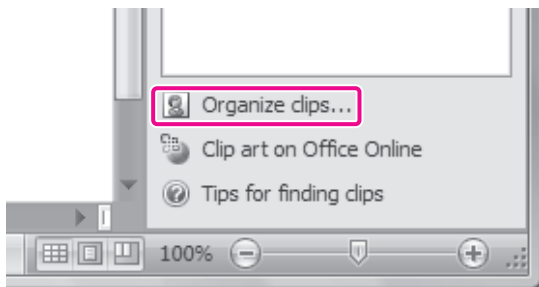 Organize clips...
Clip art on Office Online
Tips for finding clips
100%